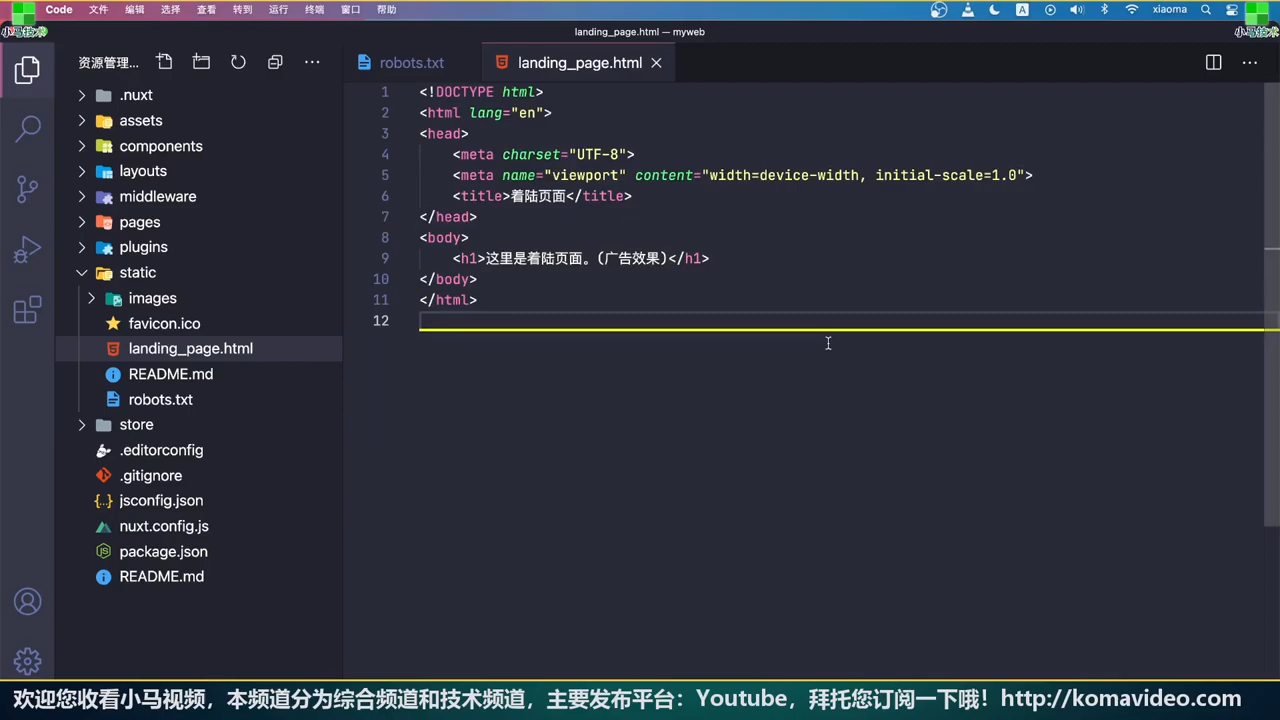 Code 文件 编辑 选择 查看 转到 运行 终端 窗口 帮助 A xiaoma
小马技术 小马技术
landing_page.html — myweb
资源管理... robots.txt landing_page.html
.nuxt
assets
components
layouts
middleware
pages
plugins
static
images
favicon.ico
landing_page.html
README.md
robots.txt
store
.editorconfig
.gitignore
jsconfig.json
nuxt.config.js
package.json
README.md
1 <!DOCTYPE html>
2 <html lang="en">
3 <head>
4 <meta charset="UTF-8">
5 <meta name="viewport" content="width=device-width, initial-scale=1.0">
6 <title>着陆页面</title>
7 </head>
8 <body>
9 <h1>这里是着陆页面。(广告效果)</h1>
10 </body>
11 </html>
12
欢迎您收看小马视频，本频道分为综合频道和技术频道，主要发布平台：Youtube，拜托您订阅一下哦！http://komavideo.com